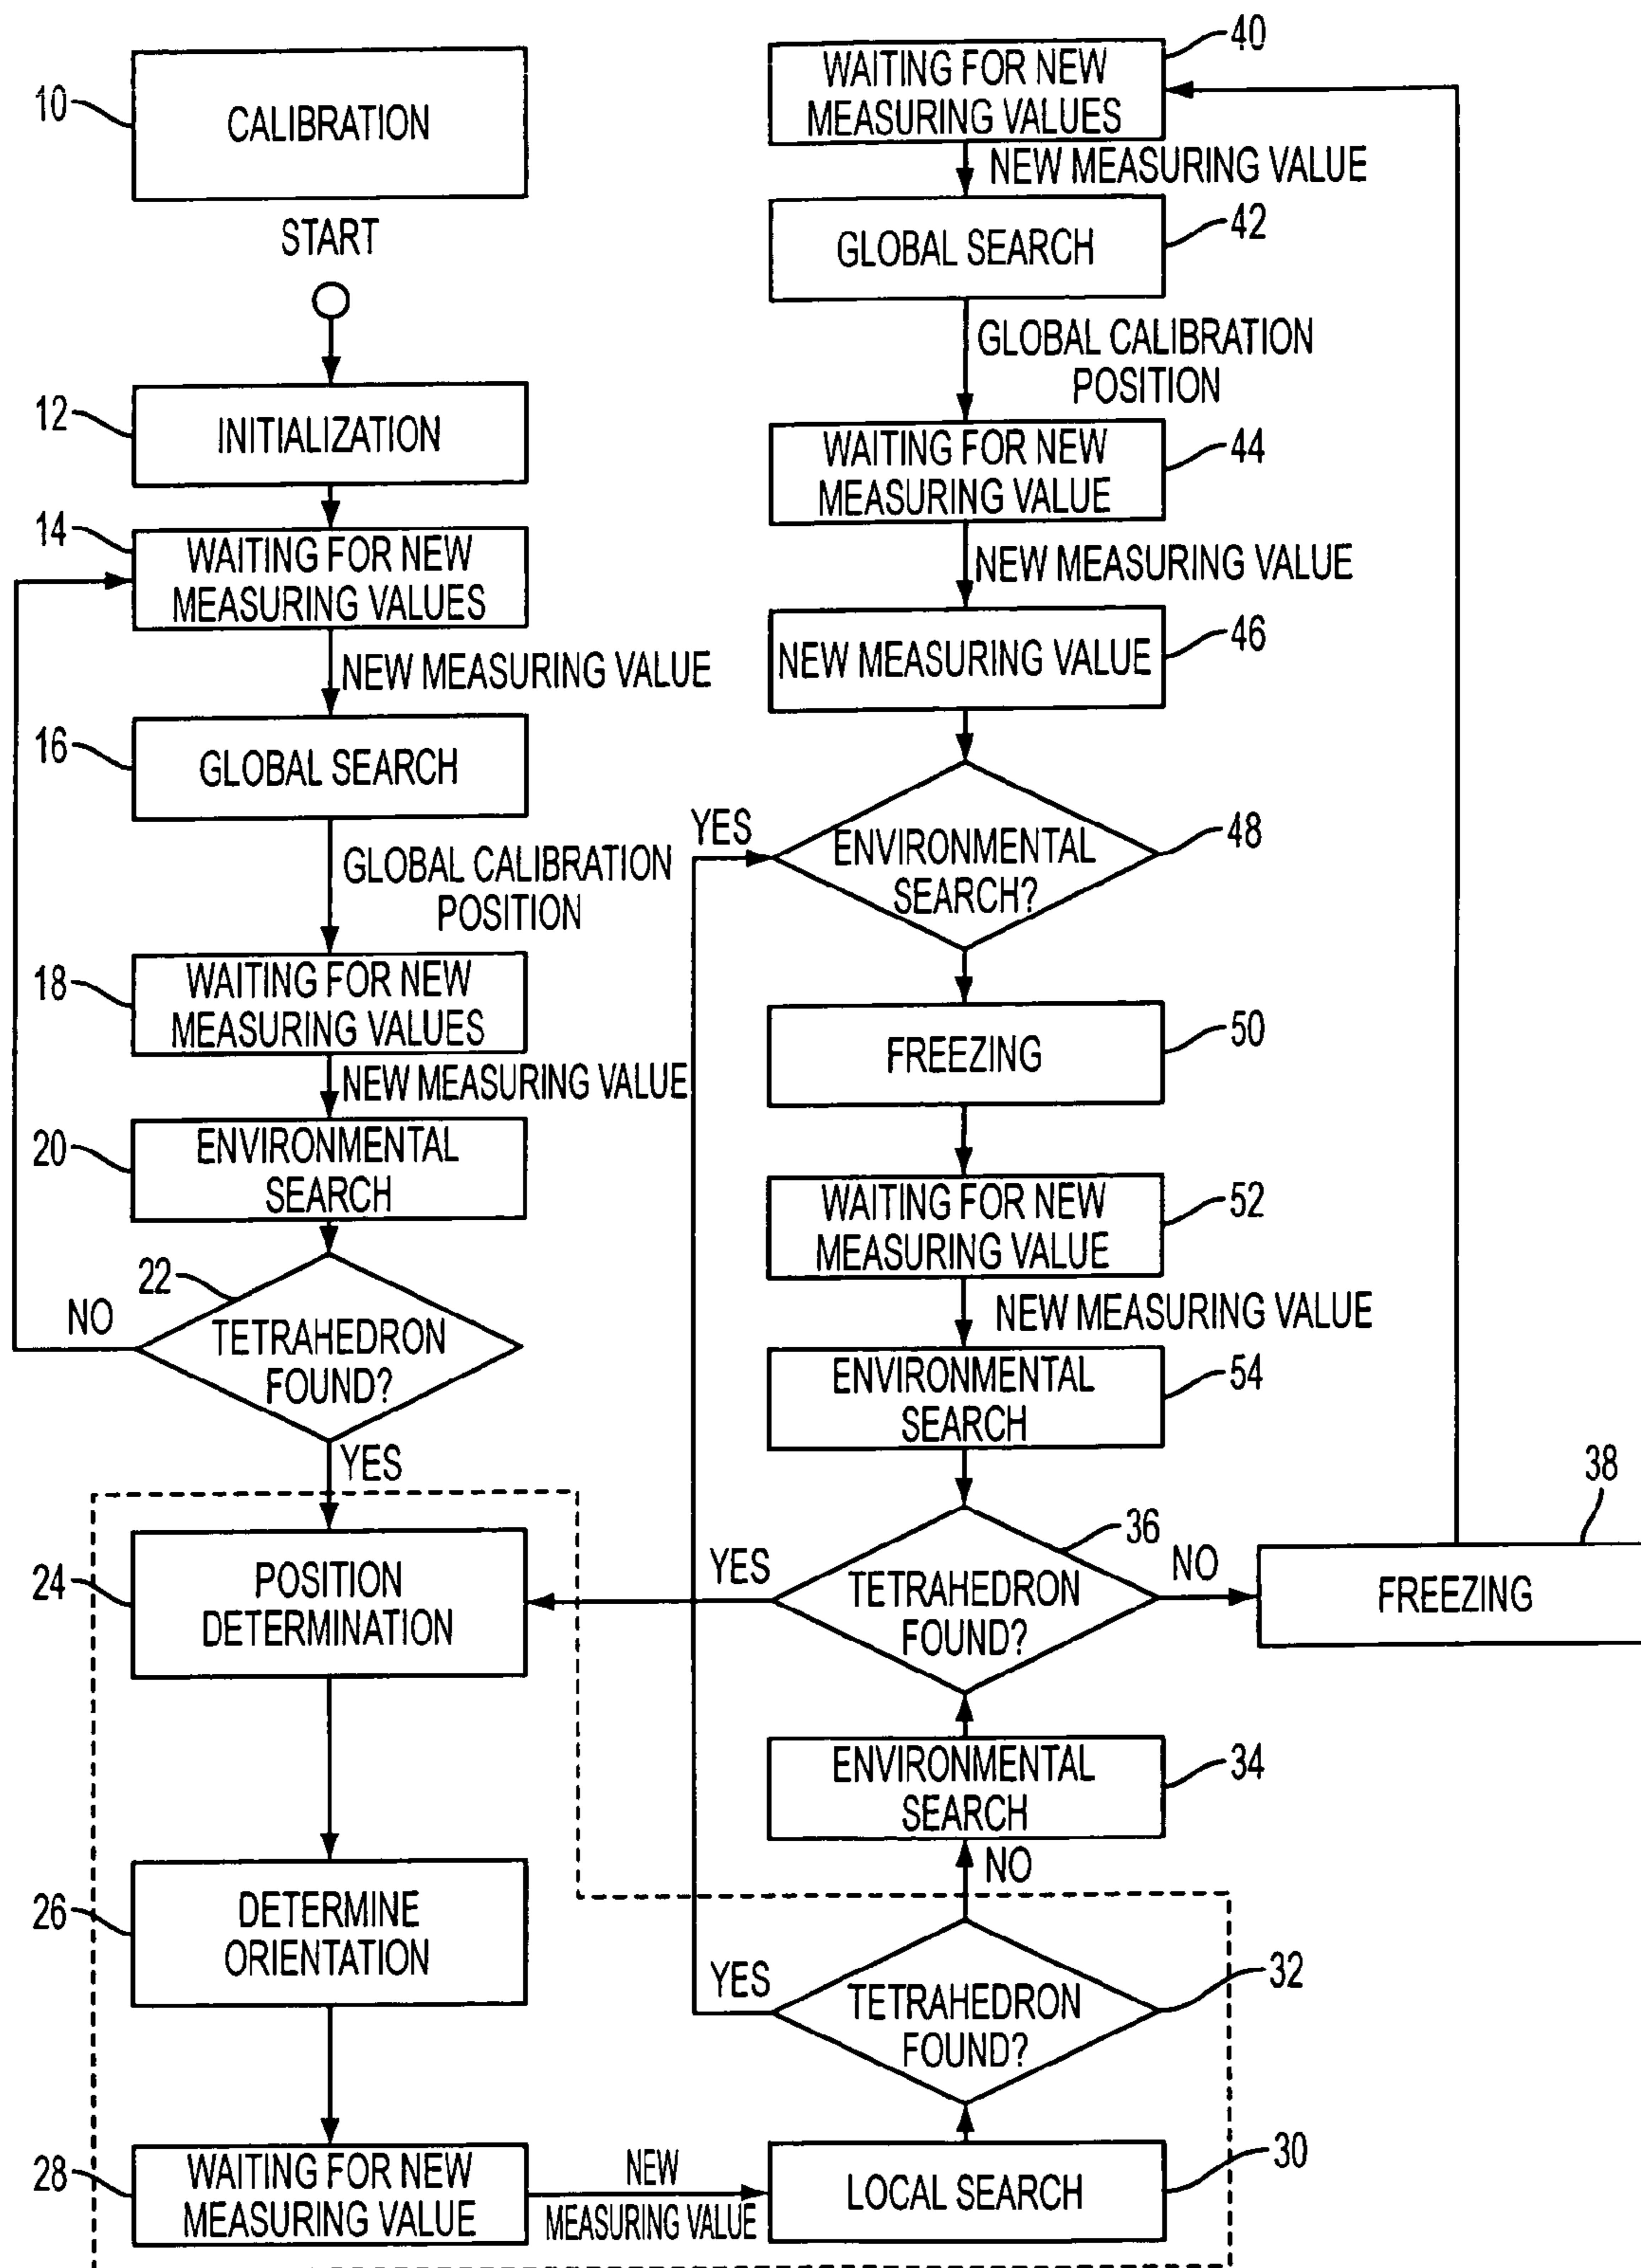 10
CALIBRATION
START
12
INITIALIZATION
14
WAITING FOR NEW
MEASURING VALUES
NEW MEASURING VALUE
16
GLOBAL SEARCH
GLOBAL CALIBRATION
POSITION
18
WAITING FOR NEW
MEASURING VALUES
NEW MEASURING VALUE
20
ENVIRONMENTAL
SEARCH
22
NO
TETRAHEDRON
FOUND?
YES
24
POSITION
DETERMINATION
26
DETERMINE
ORIENTATION
28
WAITING FOR NEW
MEASURING VALUE
NEW
MEASURING VALUE
40
WAITING FOR NEW
MEASURING VALUES
NEW MEASURING VALUE
42
GLOBAL SEARCH
GLOBAL CALIBRATION
POSITION
44
WAITING FOR NEW
MEASURING VALUE
NEW MEASURING VALUE
46
NEW MEASURING VALUE
YES
48
ENVIRONMENTAL
SEARCH?
50
FREEZING
52
WAITING FOR NEW
MEASURING VALUE
NEW MEASURING VALUE
54
ENVIRONMENTAL
SEARCH
36
YES
TETRAHEDRON
FOUND?
NO
38
FREEZING
34
ENVIRONMENTAL
SEARCH
NO
32
YES
TETRAHEDRON
FOUND?
30
LOCAL SEARCH